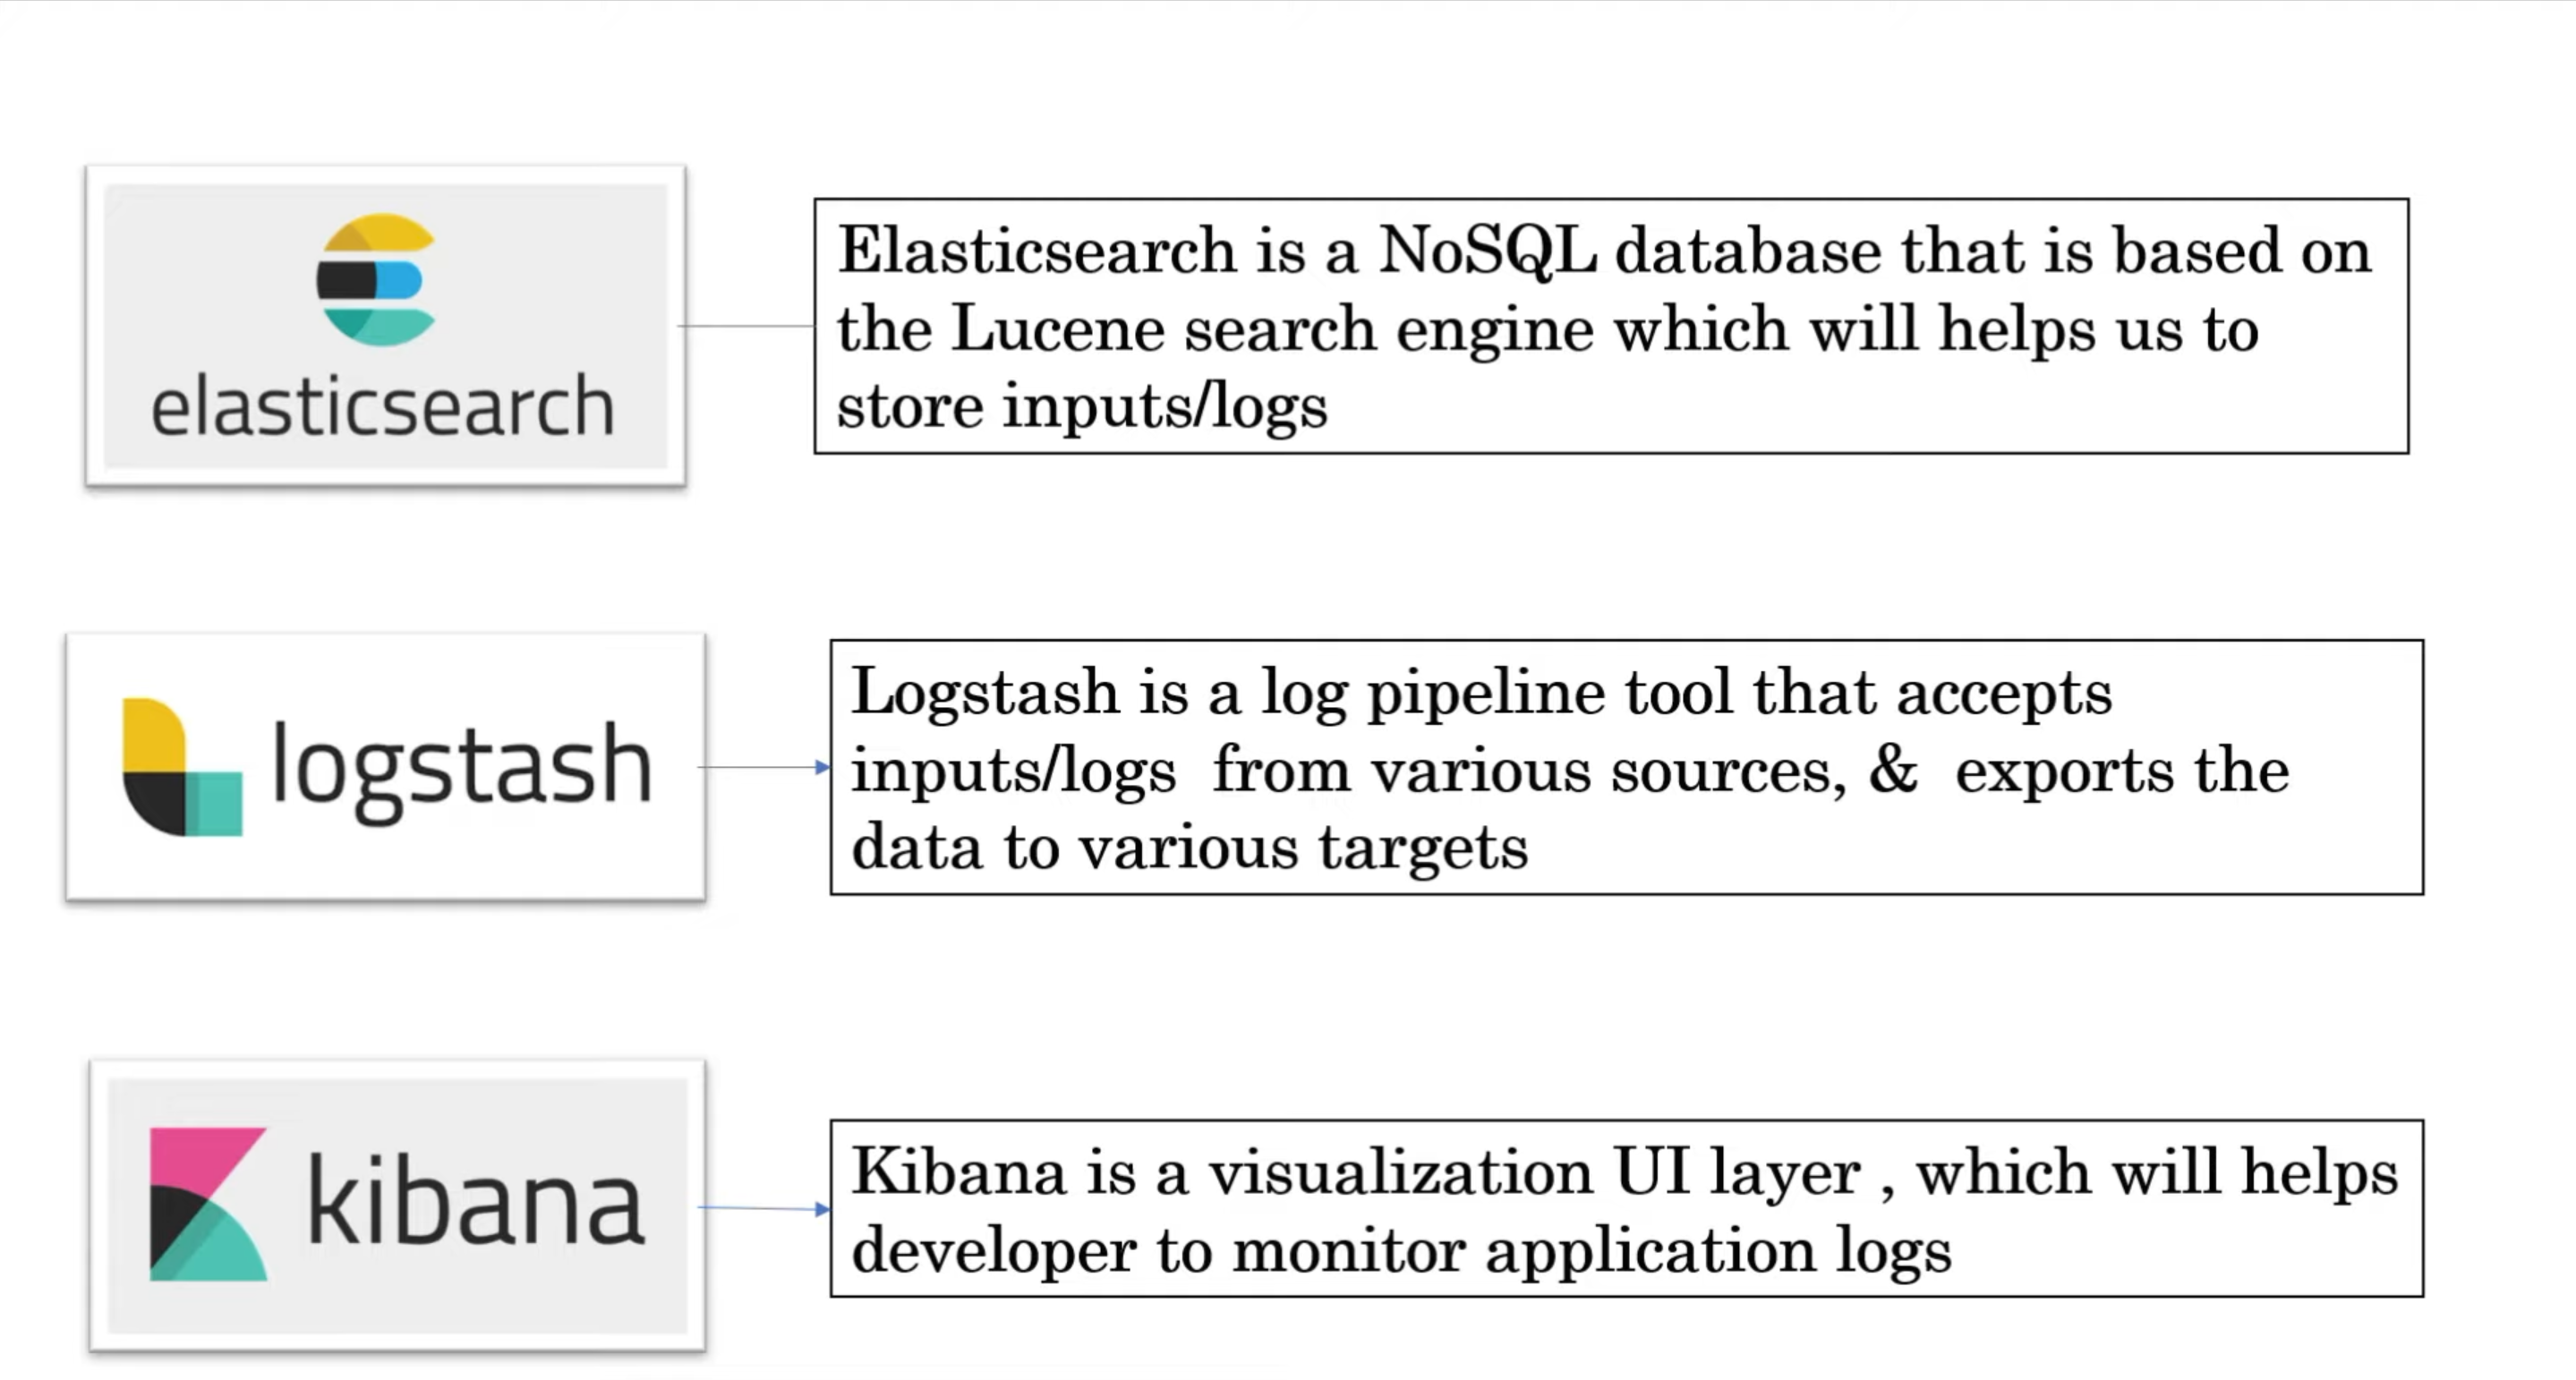 elasticsearch
Elasticsearch is a NoSQL database that is based on
the Lucene search engine which will helps us to
store inputs/logs
logstash
Logstash is a log pipeline tool that accepts
inputs/logs  from various sources, &  exports the
data to various targets
kibana
Kibana is a visualization UI layer , which will helps
developer to monitor application logs